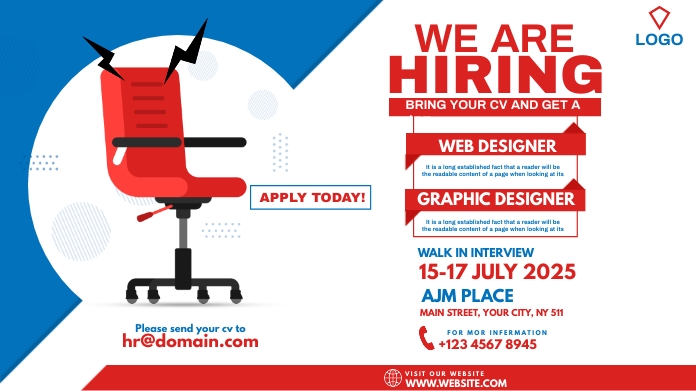 LOGO
WE ARE
HIRING
BRING YOUR CV AND GET A
WEB DESIGNER
It is a long established fact that a reader will be
the readable content of a page when looking at its
GRAPHIC DESIGNER
It is a long established fact that a reader will be
the readable content of a page when looking at its
APPLY TODAY!
WALK IN INTERVIEW
15-17 JULY 2025
AJM PLACE
MAIN STREET, YOUR CITY, NY 511
FOR MOR INFERMATION
+123 4567 8945
Please send your cv to
hr@domain.com
VISIT OUR WEBSITE
WWW.WEBSITE.COM